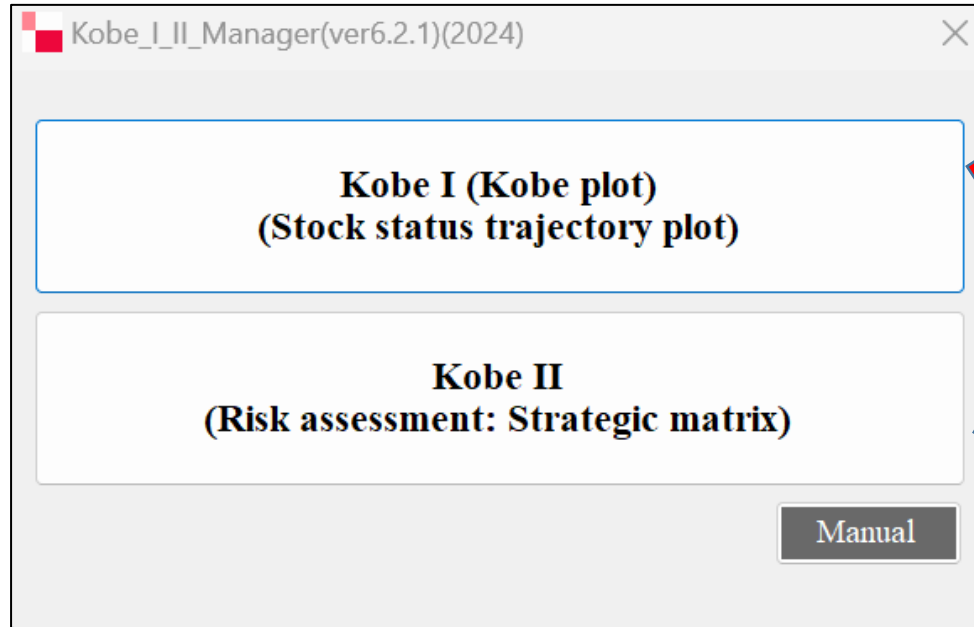 Kobe_I_II_Manager(ver6.2.1)(2024)
Kobe I (Kobe plot)
(Stock status trajectory plot)
Kobe II
(Risk assessment: Strategic matrix)
Manual